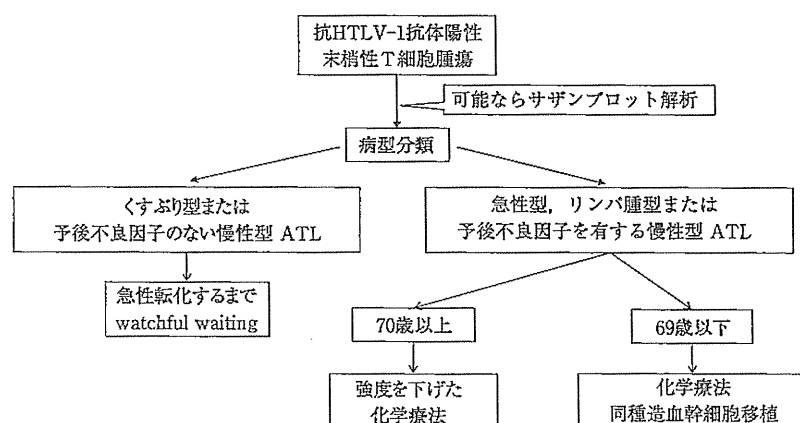 抗HTLV-1抗体陽性
末梢性T細胞腫瘍
可能ならサザンブロット解析
病型分類
くすぶり型または
予後不良因子のない慢性型 ATL
急性型，リンパ腫型または
予後不良因子を有する慢性型 ATL
急性転化するまで
watchful waiting
70歳以上
69歳以下
強度を下げた
化学療法
化学療法
同種造血幹細胞移植